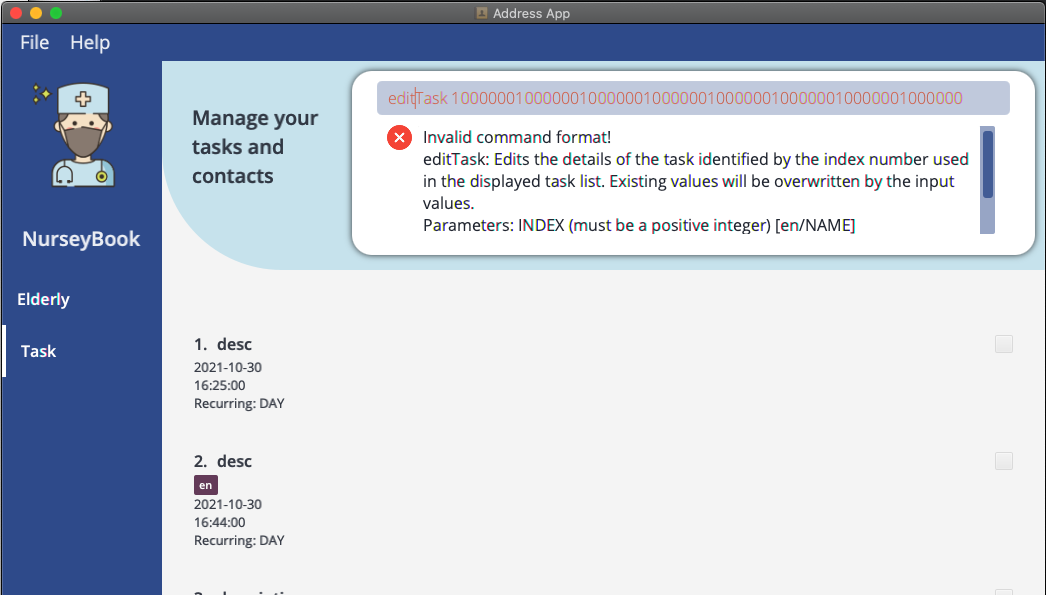 Address App
File Help
NurseyBook
Elderly
Task
Manage your
tasks and
contacts
editTask 10000001000000100000010000001000000100000010000001000000
Invalid command format!
editTask: Edits the details of the task identified by the index number used
in the displayed task list. Existing values will be overwritten by the input
values.
Parameters: INDEX (must be a positive integer) [en/NAME]
1. desc
2021-10-30
16:25:00
Recurring: DAY
2. desc
en
2021-10-30
16:44:00
Recurring: DAY